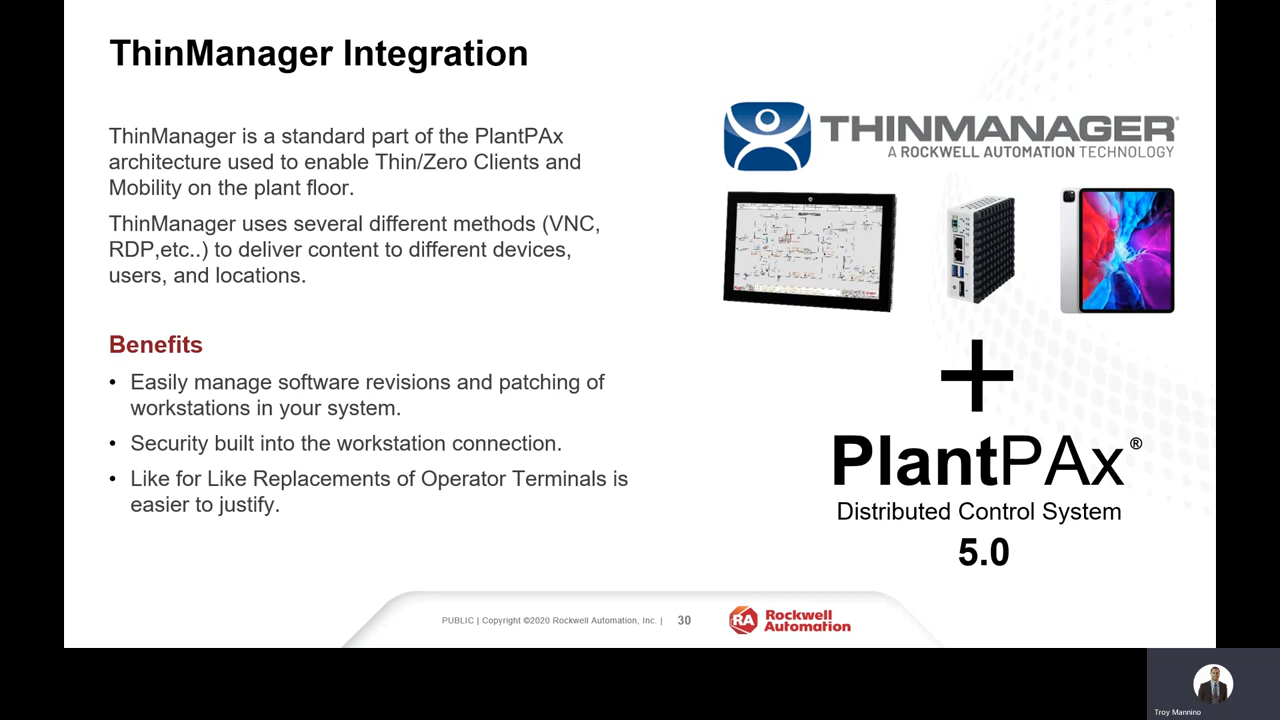 ThinManager Integration
ThinManager is a standard part of the PlantPAx
architecture used to enable Thin/Zero Clients and
Mobility on the plant floor.
ThinManager uses several different methods (VNC,
RDP,etc..) to deliver content to different devices,
users, and locations.
Benefits
• Easily manage software revisions and patching of
workstations in your system.
• Security built into the workstation connection.
• Like for Like Replacements of Operator Terminals is
easier to justify.
THINMANAGER®
A ROCKWELL AUTOMATION TECHNOLOGY
+
PlantPAx®
Distributed Control System
5.0
PUBLIC | Copyright ©2020 Rockwell Automation, Inc. | 30
RA
Rockwell
Automation
Troy Mannino